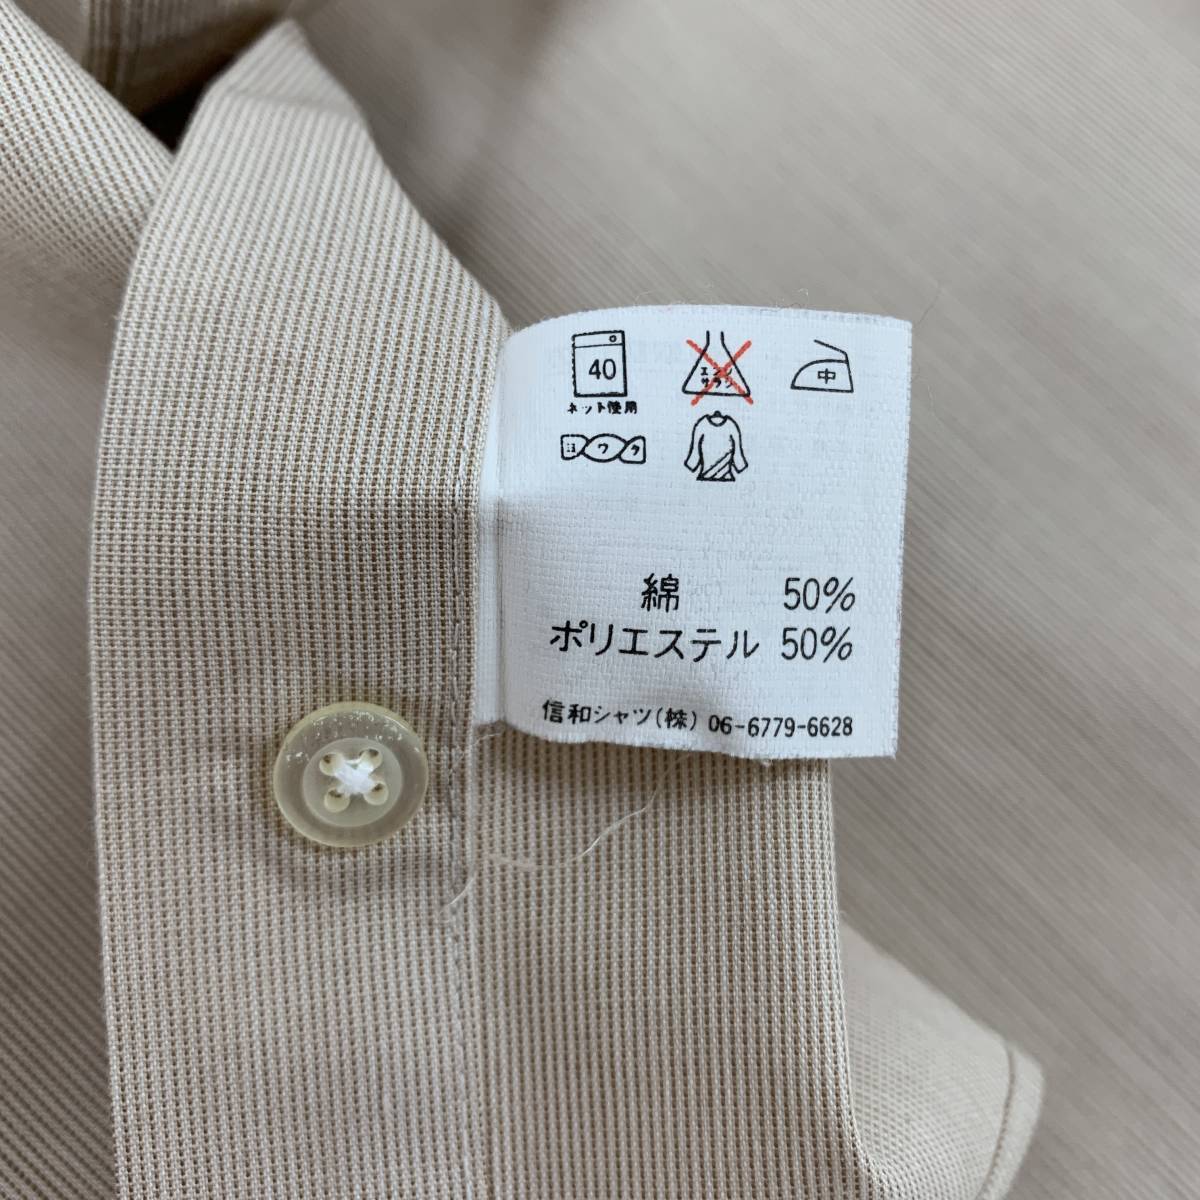 40
エンソ
サラシ
中
ネット使用
ヨワク
綿 50%
ポリエステル 50%
信和シャツ(株) 06-6779-6628